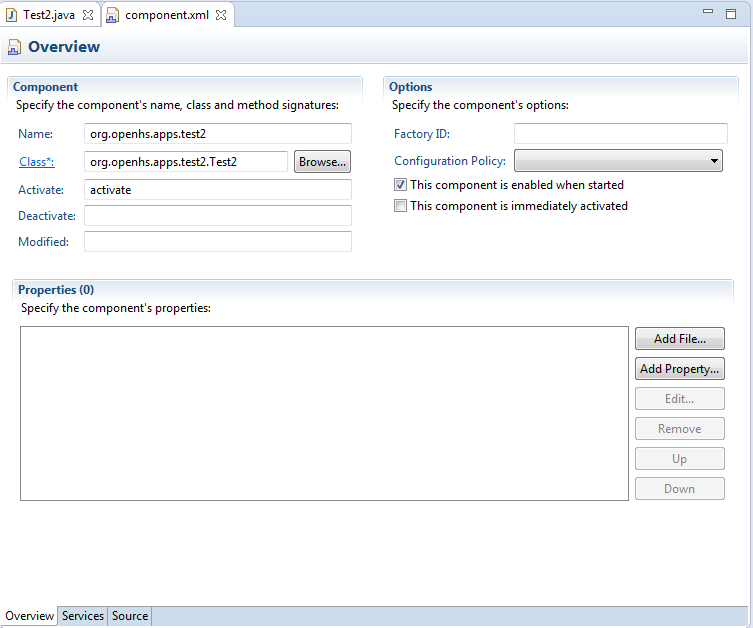 Test2.java
component.xml
Overview
Component
Specify the component's name, class and method signatures:
Name: org.openhs.apps.test2
Class*: org.openhs.apps.test2.Test2 Browse...
Activate: activate
Deactivate:
Modified:
Options
Specify the component's options:
Factory ID:
Configuration Policy:
This component is enabled when started
This component is immediately activated
Properties (0)
Specify the component's properties:
Add File...
Add Property...
Edit...
Remove
Up
Down
Overview Services Source